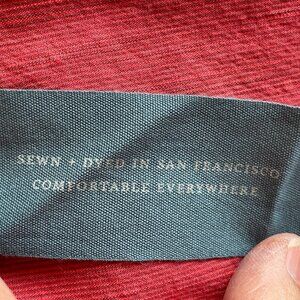 SEWN + DYED IN SAN FRANCISCO
COMFORTABLE EVERYWHERE